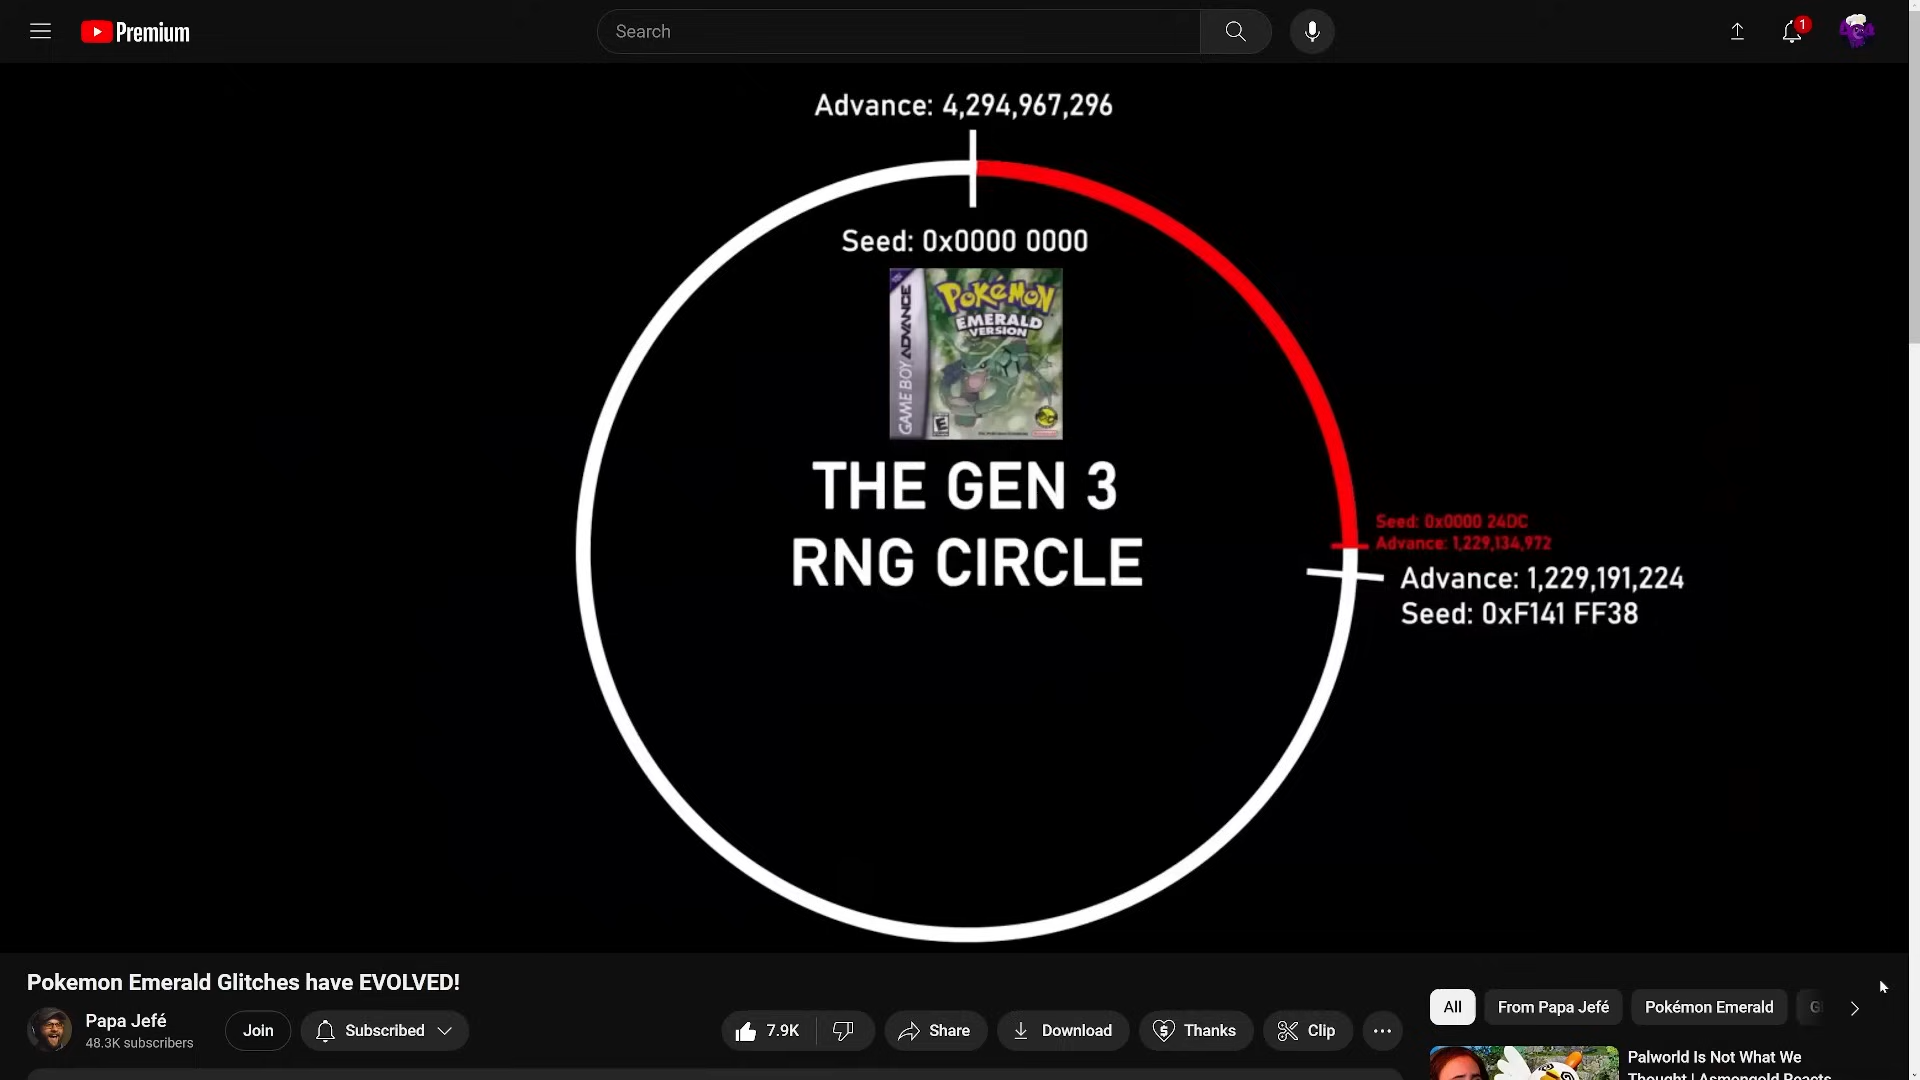 Premium
Search
1
Advance: 4,294,967,296
Seed: 0x0000 0000
GAME BOY ADVANCE
POKéMON
EMERALD
VERSION
E
THE GEN 3
RNG CIRCLE
Seed: 0x0000 24DC
Advance: 1,229,134,972
Advance: 1,229,191,224
Seed: 0xF141 FF38
Pokemon Emerald Glitches have EVOLVED!
Papa Jefé
48.3K subscribers
Join
Subscribed
7.9K
Share
Download
Thanks
Clip
All
From Papa Jefé
Pokémon Emerald
Palworld Is Not What We
Thought | Asmongold Reacts